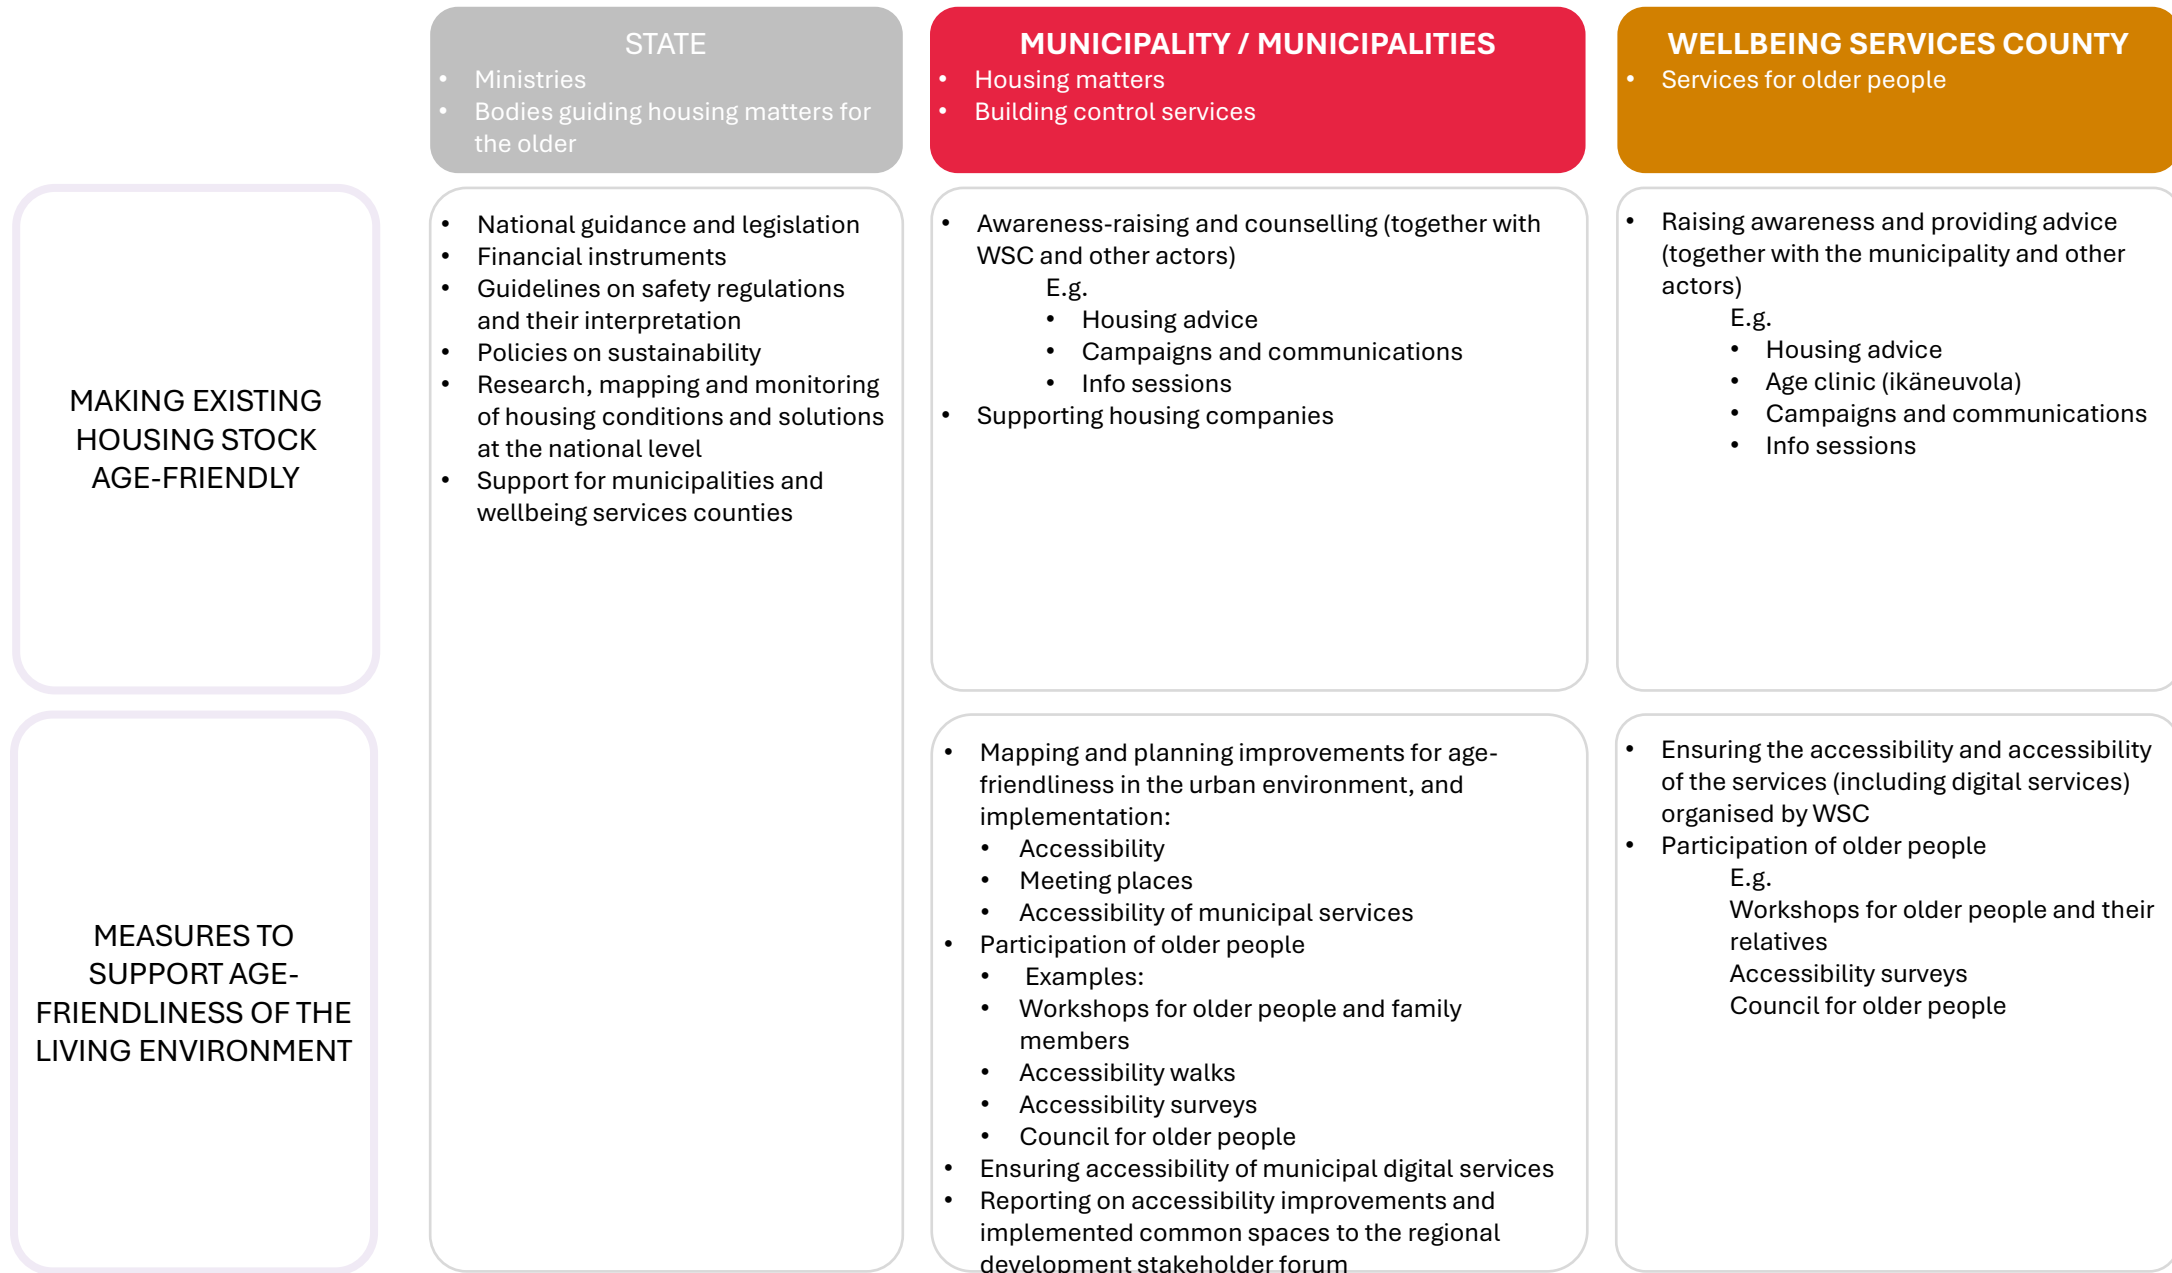 STATE
• Ministries
• Bodies guiding housing matters for
the older
MUNICIPALITY / MUNICIPALITIES
• Housing matters
• Building control services
WELLBEING SERVICES COUNTY
• Services for older people
MAKING EXISTING
HOUSING STOCK
AGE-FRIENDLY
• National guidance and legislation
• Financial instruments
• Guidelines on safety regulations
and their interpretation
• Policies on sustainability
• Research, mapping and monitoring
of housing conditions and solutions
at the national level
• Support for municipalities and
wellbeing services counties
• Awareness-raising and counselling (together with
WSC and other actors)
E.g.
• Housing advice
• Campaigns and communications
• Info sessions
• Supporting housing companies
• Raising awareness and providing advice
(together with the municipality and other
actors)
E.g.
• Housing advice
• Age clinic (ikäneuvola)
• Campaigns and communications
• Info sessions
MEASURES TO
SUPPORT AGE-
FRIENDLINESS OF THE
LIVING ENVIRONMENT
• Mapping and planning improvements for age-
friendliness in the urban environment, and
implementation:
• Accessibility
• Meeting places
• Accessibility of municipal services
• Participation of older people
• Examples:
• Workshops for older people and family
members
• Accessibility walks
• Accessibility surveys
• Council for older people
• Ensuring accessibility of municipal digital services
• Reporting on accessibility improvements and
implemented common spaces to the regional
development stakeholder forum
• Ensuring the accessibility and accessibility
of the services (including digital services)
organised by WSC
• Participation of older people
E.g.
Workshops for older people and their
relatives
Accessibility surveys
Council for older people